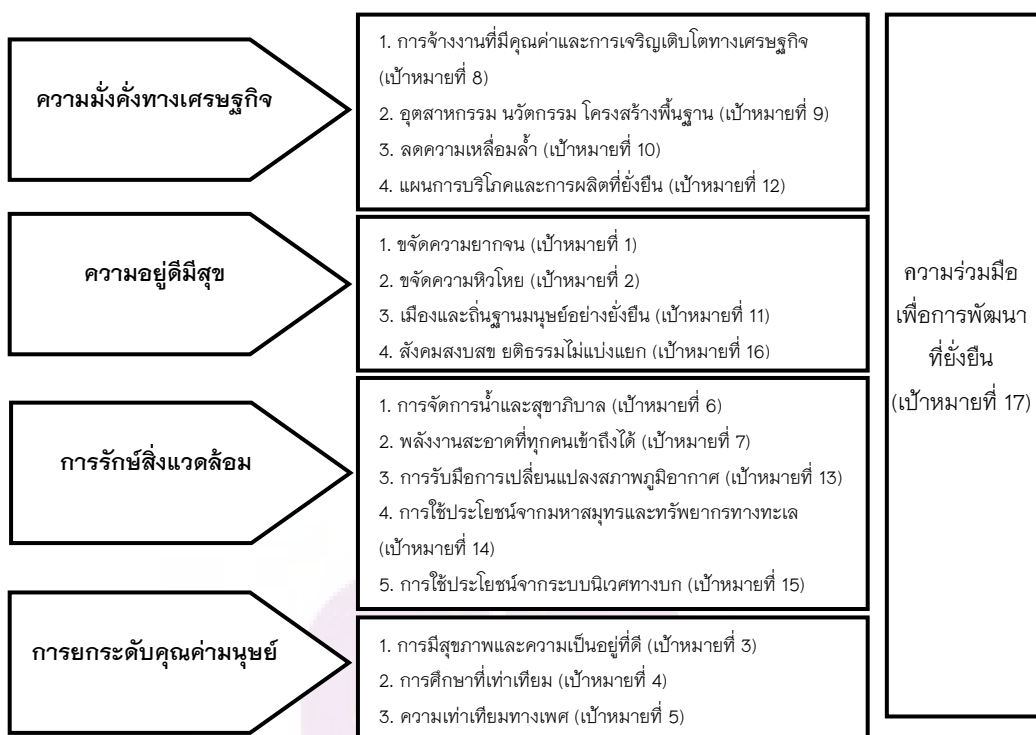 ความมั่งคั่งทางเศรษฐกิจ
1. การจ้างงานที่มีคุณค่าและการเจริญเติบโตทางเศรษฐกิจ
(เป้าหมายที่ 8)
2. อุตสาหกรรม นวัตกรรม โครงสร้างพื้นฐาน (เป้าหมายที่ 9)
3. ลดความเหลื่อมล้ำ (เป้าหมายที่ 10)
4. แผนการบริโภคและการผลิตที่ยั่งยืน (เป้าหมายที่ 12)
ความอยู่ดีมีสุข
1. ขจัดความยากจน (เป้าหมายที่ 1)
2. ขจัดความหิวโหย (เป้าหมายที่ 2)
3. เมืองและถิ่นฐานมนุษย์อย่างยั่งยืน (เป้าหมายที่ 11)
4. สังคมสงบสข ยติธรรมไม่แบ่งแยก (เป้าหมายที่ 16)
การรักษ์สิ่งแวดล้อม
1. การจัดการน้ำและสุขาภิบาล (เป้าหมายที่ 6)
2. พลังงานสะอาดที่ทุกคนเข้าถึงได้ (เป้าหมายที่ 7)
3. การรับมือการเปลี่ยนแปลงสภาพภูมิอากาศ (เป้าหมายที่ 13)
4. การใช้ประโยชน์จากมหาสมุทรและทรัพยากรทางทะเล
(เป้าหมายที่ 14)
5. การใช้ประโยชน์จากระบบนิเวศทางบก (เป้าหมายที่ 15)
การยกระดับคุณค่ามนุษย์
1. การมีสุขภาพและความเป็นอยู่ที่ดี (เป้าหมายที่ 3)
2. การศึกษาที่เท่าเทียม (เป้าหมายที่ 4)
3. ความเท่าเทียมทางเพศ (เป้าหมายที่ 5)
ความร่วมมือ
เพื่อการพัฒนา
ที่ยั่งยืน
(เป้าหมายที่ 17)